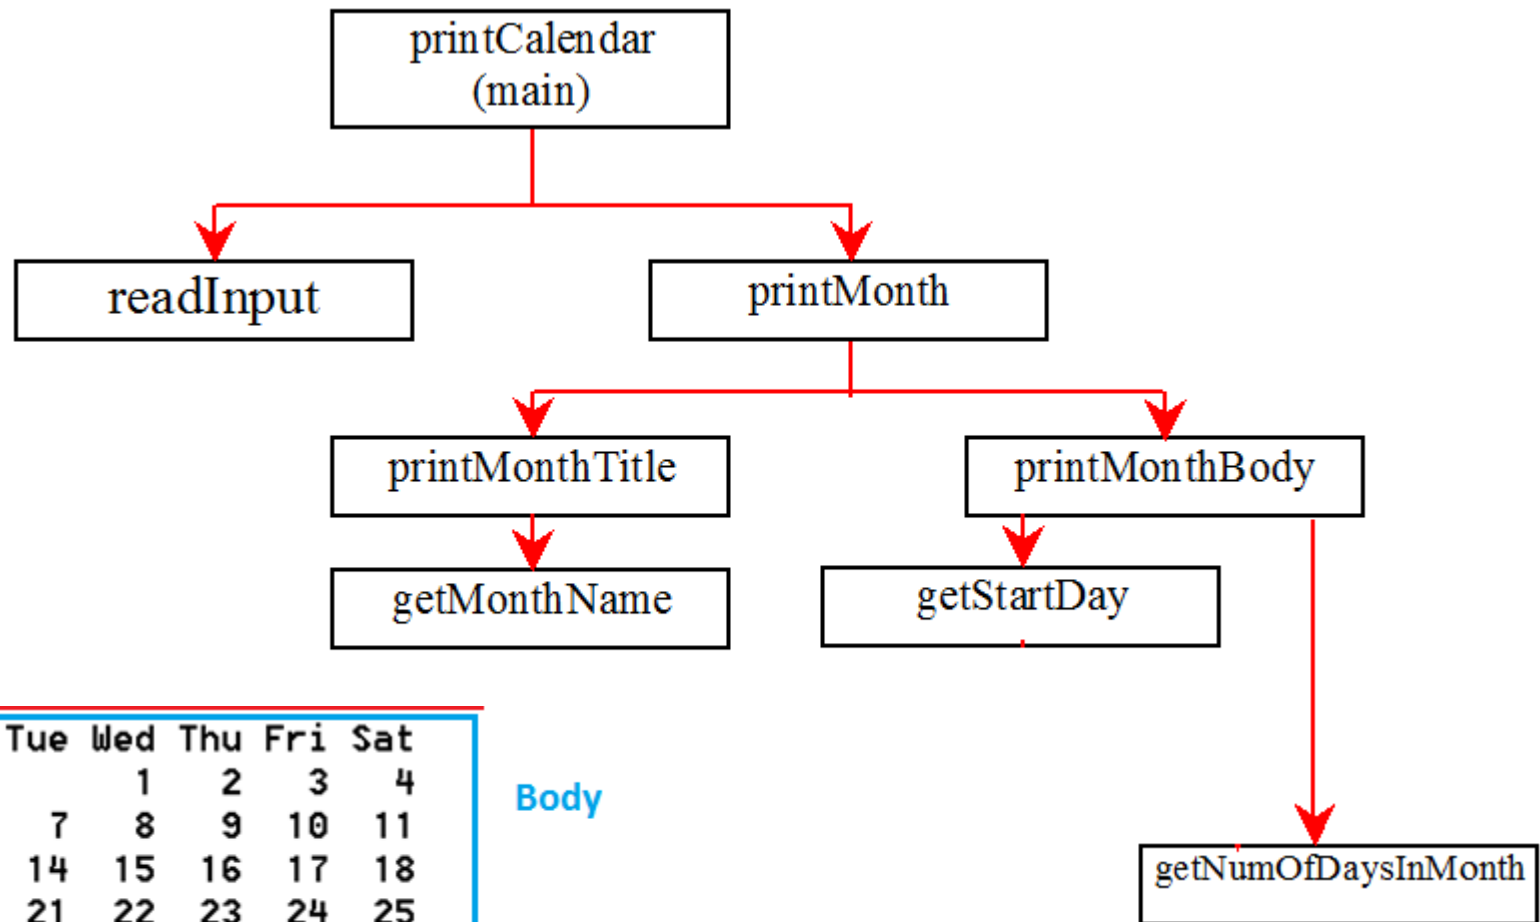 printCalendar
(main)
readInput
printMonth
printMonthTitle
printMonthBody
getMonthName
getStartDay
Tue Wed Thu Fri Sat
1 2 3 4
7 8 9 10 11
14 15 16 17 18
21 22 23 24 25
Body
getNumOfDaysInMonth